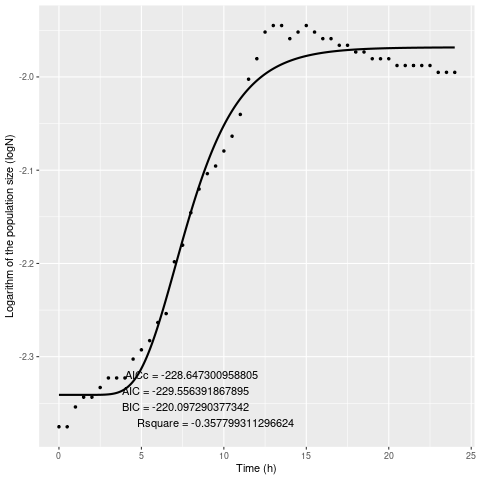 Logarithm of the population size (logN)
-2.0
-2.1
-2.2
-2.3
AICc = -228.647300958805
AIC = -229.556391867895
BIC = -220.097290377342
Rsquare = -0.357799311296624
0 5 10 15 20 25
Time (h)